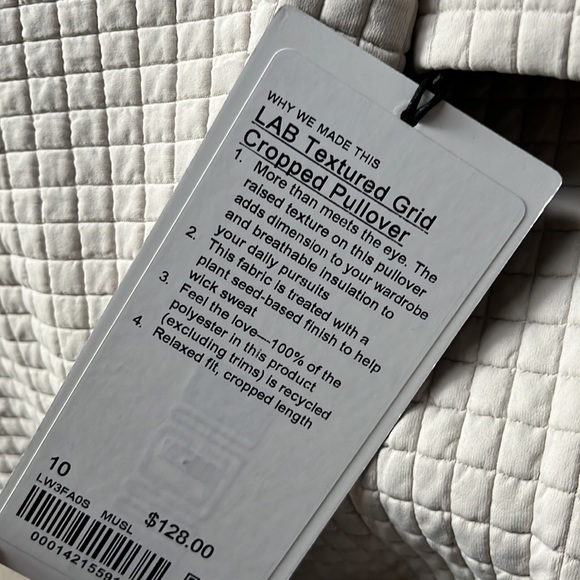 WHY WE MADE THIS
LAB Textured Grid
Cropped Pullover
1. More than meets the eye. The
raised texture on this pullover
adds dimension to your wardrobe
and breathable insulation to
your daily pursuits
2. This fabric is treated with a
plant seed-based finish to help
wick sweat
3. Feel the love—100% of the
polyester in this product
(excluding trims) is recycled
4. Relaxed fit, cropped length
10
LW3FA0S MUSL $128.00